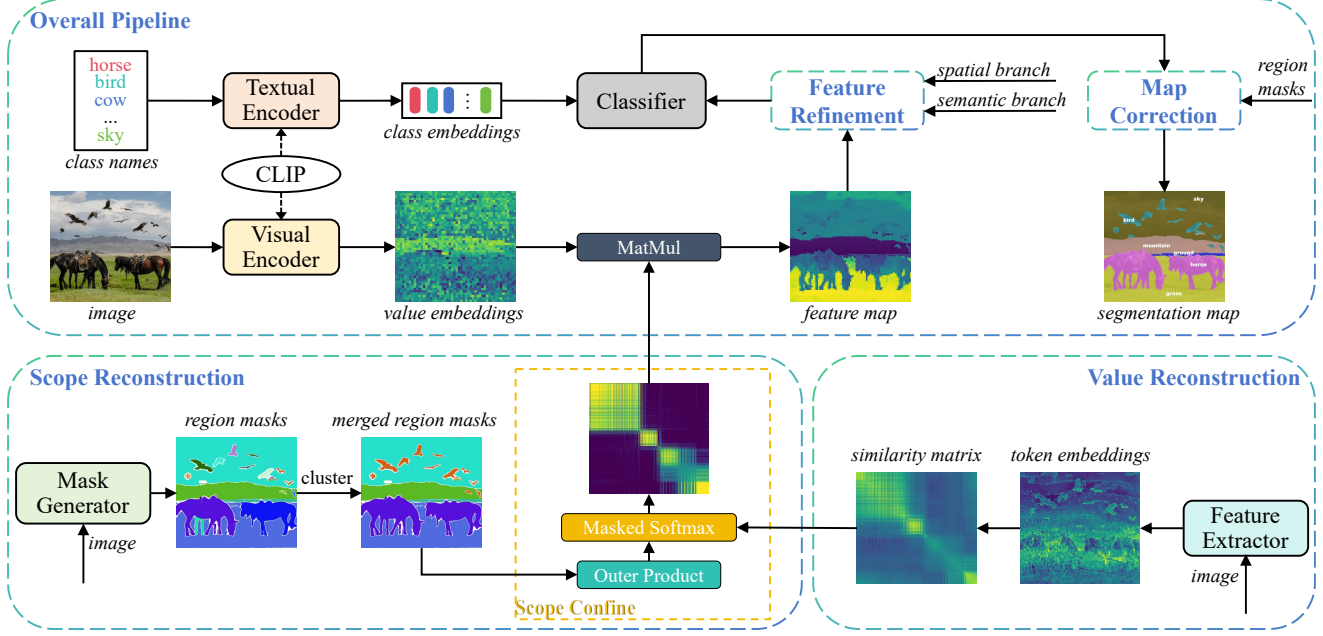 Overall Pipeline
horse
bird
cow
...
sky
class names
Textual
Encoder
class embeddings
Classifier
Feature
Refinement
spatial branch
semantic branch
Map
Correction
region
masks
CLIP
image
Visual
Encoder
value embeddings
MatMul
feature map
sky
bird
mountain
ground
horse
grass
segmentation map
Scope Reconstruction
Mask
Generator
image
region masks
cluster
merged region masks
Masked Softmax
Outer Product
Scope Confine
Value Reconstruction
similarity matrix
token embeddings
Feature
Extractor
image